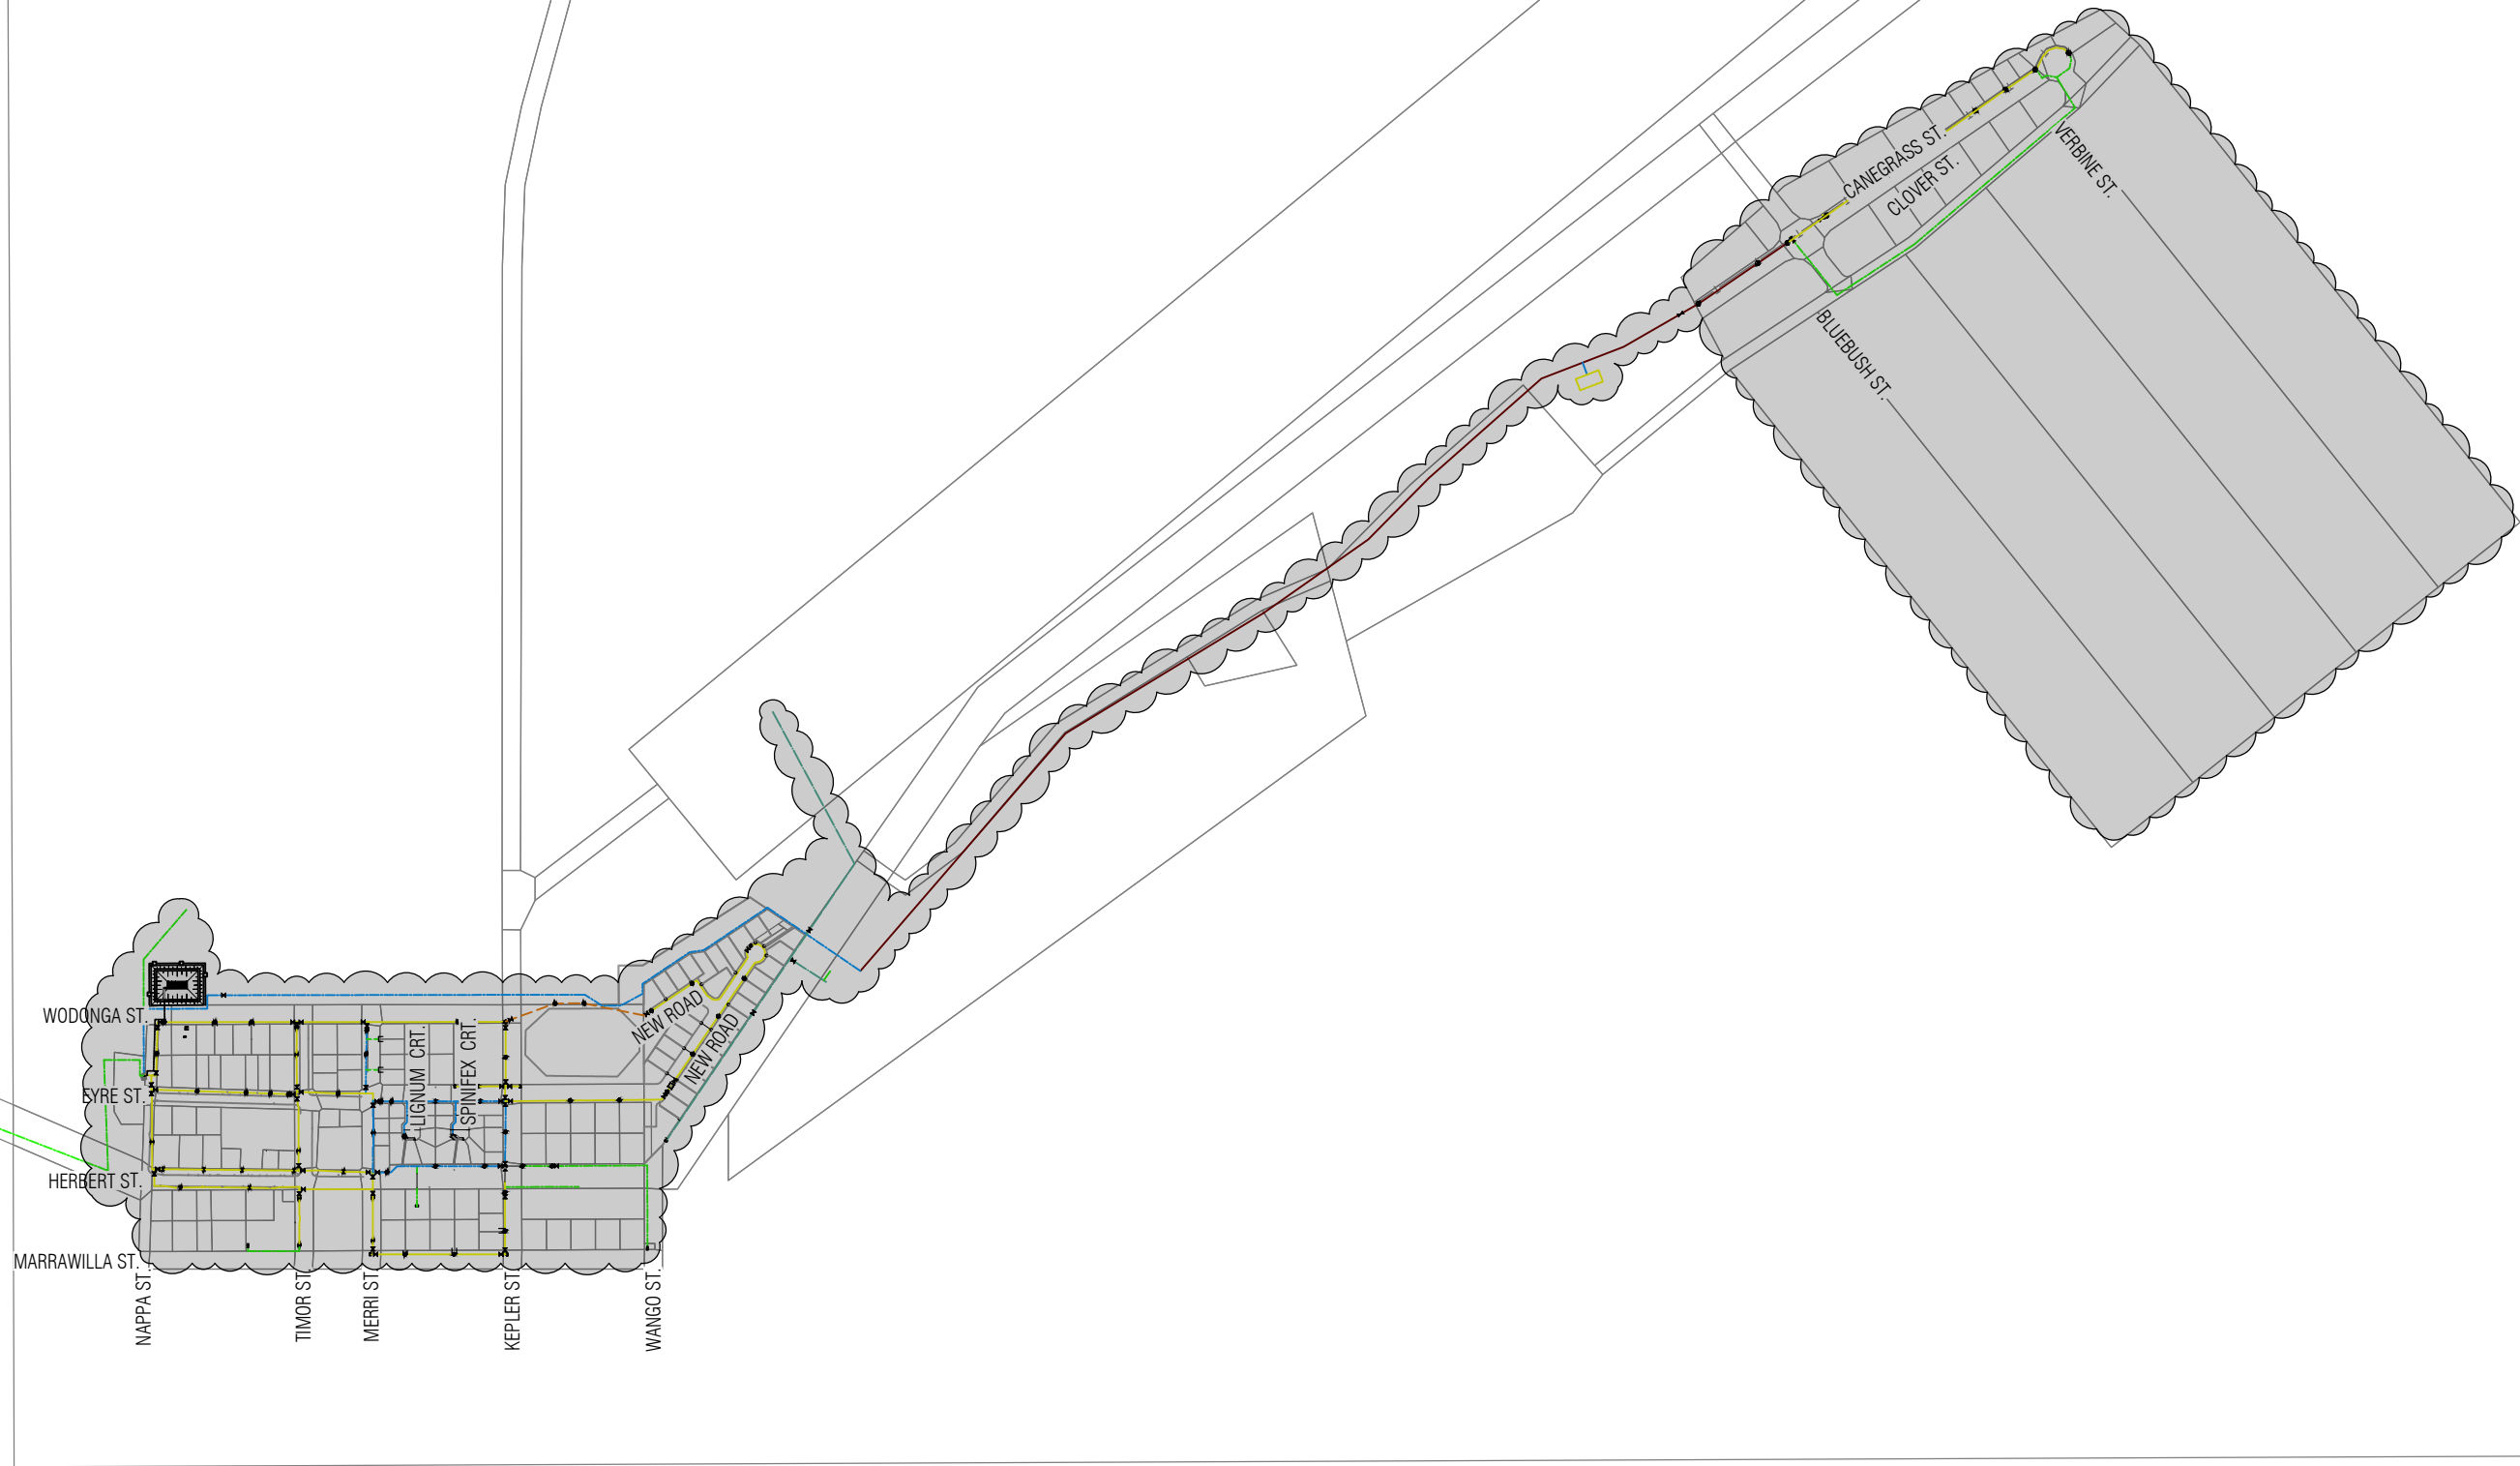 CANEGRASS ST.
CLOVER ST.
VERBINE ST.
BLUEBUSH ST.
WODONGA ST.
NEW ROAD
NEW ROAD
LIGNUM CRT.
SPINIFEX CRT.
EYRE ST.
HERBERT ST.
MARRAWILLA ST.
NAPPA ST.
TIMOR ST.
MERRI ST.
KEPLER ST.
WANGO ST.